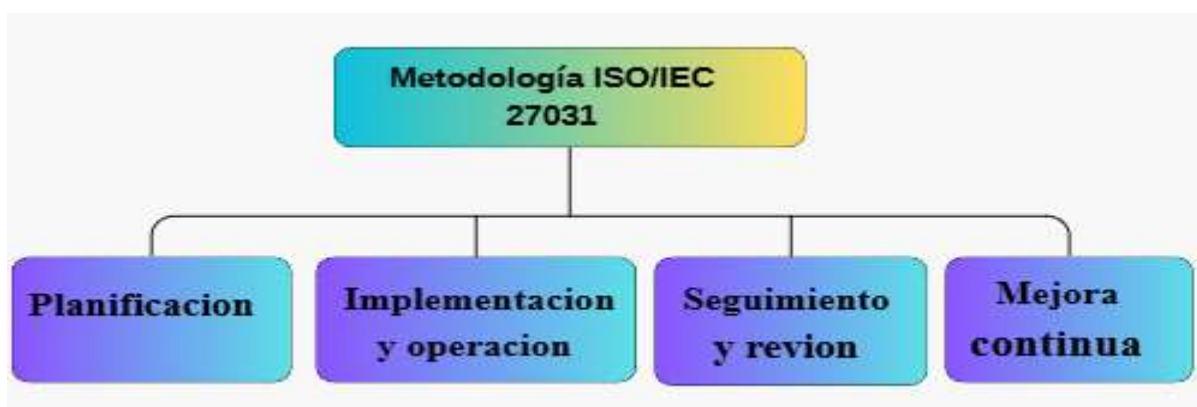 Metodología ISO/IEC
27031
Planificacion
Implementacion
y operacion
Seguimiento
y revion
Mejora
continua